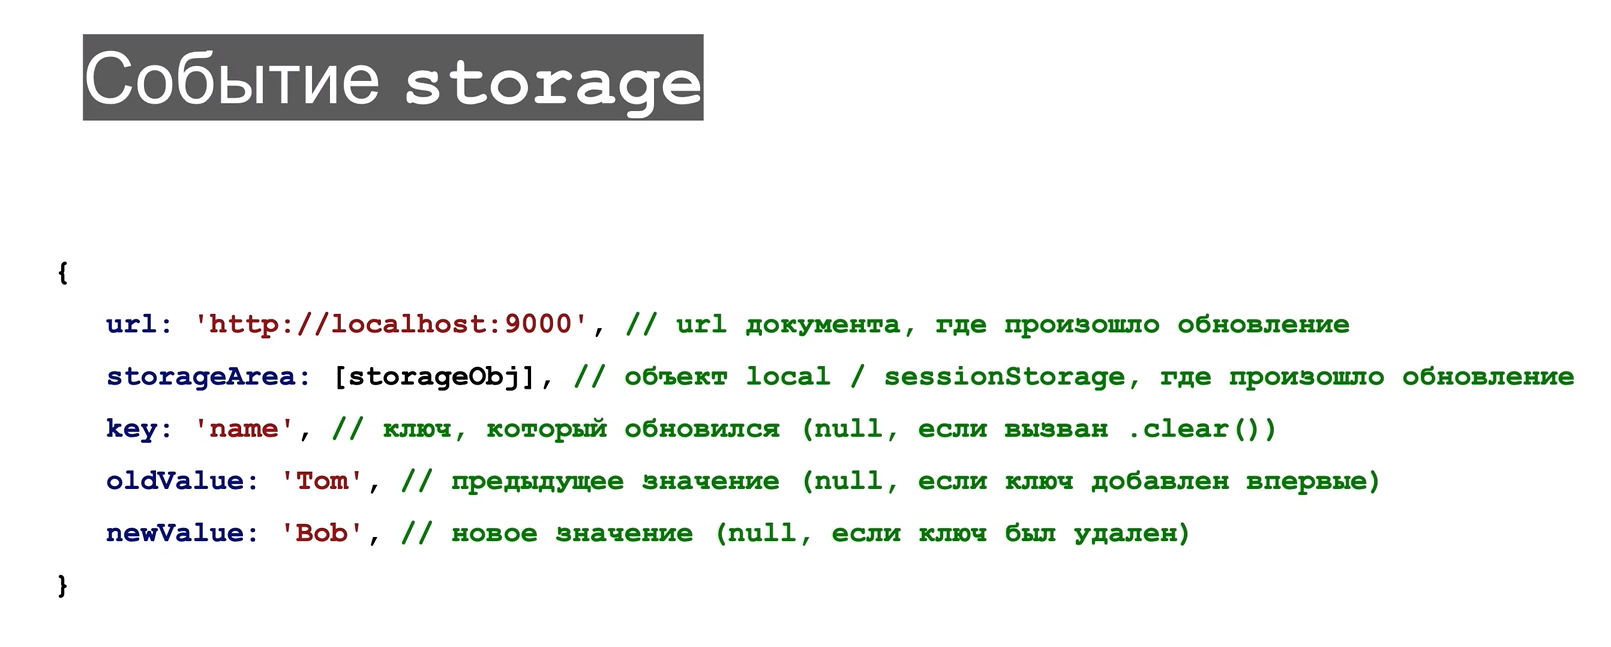 Событие storage
{
url: 'http://localhost:9000', // url документа, где произошло обновление
storageArea: [storageObj], // объект local / sessionStorage, где произошло обновление
key: 'name', // ключ, который обновился (null, если вызван .clear())
oldValue: 'Tom', // предыдущее значение (null, если ключ добавлен впервые)
newValue: 'Bob', // новое значение (null, если ключ был удален)
}